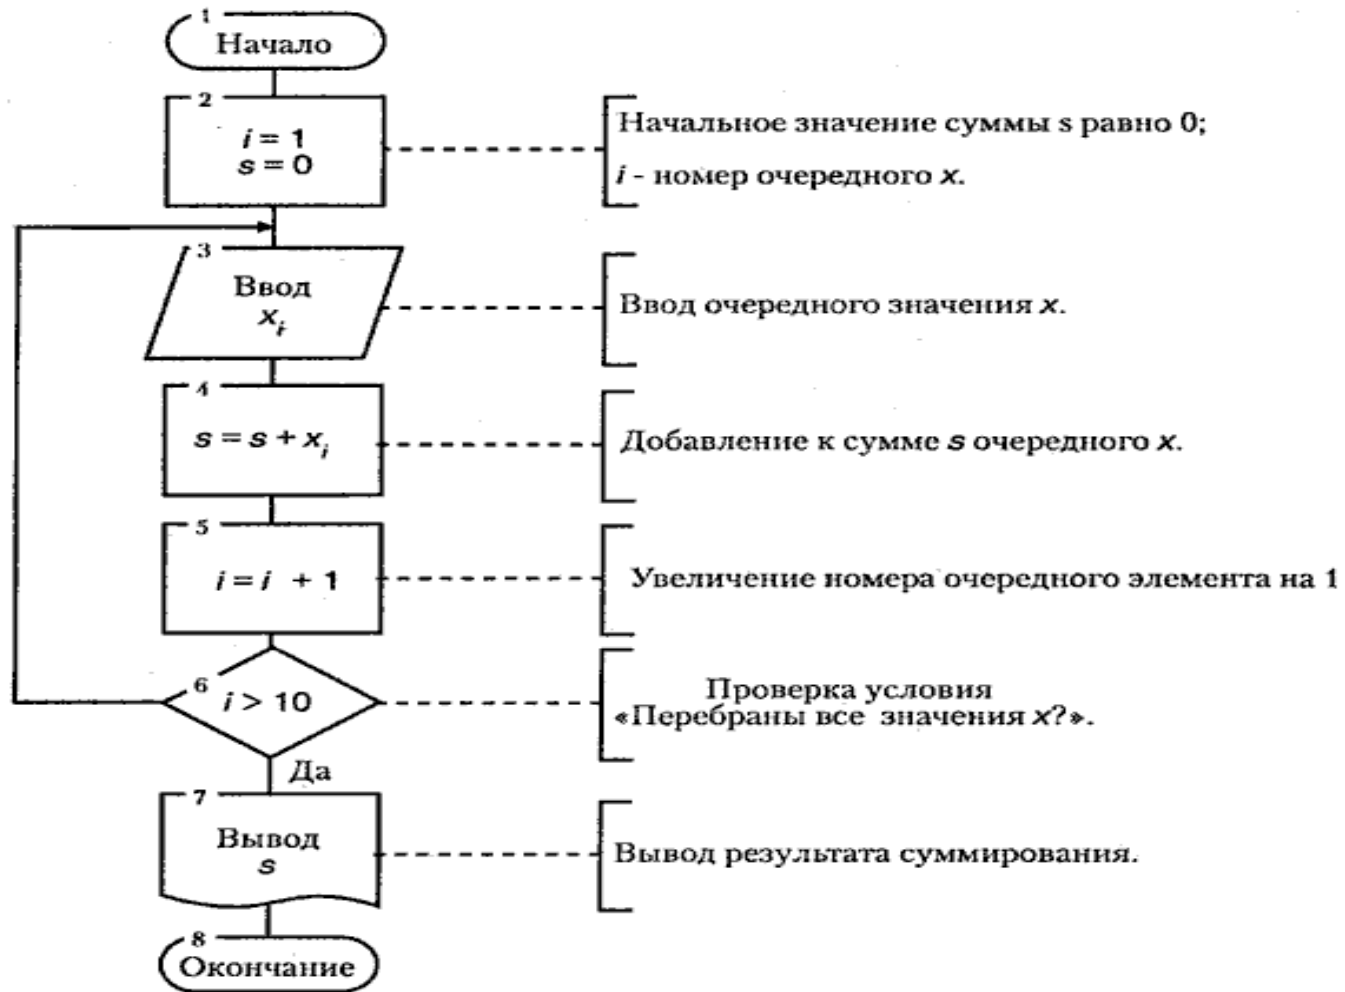 1
Начало
2
i = 1
s = 0
Начальное значение суммы s равно 0;
i - номер очередного x.
3
Ввод
x_i
Ввод очередного значения x.
4
s = s + x_i
Добавление к сумме s очередного x.
5
i = i + 1
Увеличение номера очередного элемента на 1
6
i > 10
Проверка условия
«Перебраны все значения x?».
Да
7
Вывод
s
Вывод результата суммирования.
8
Окончание